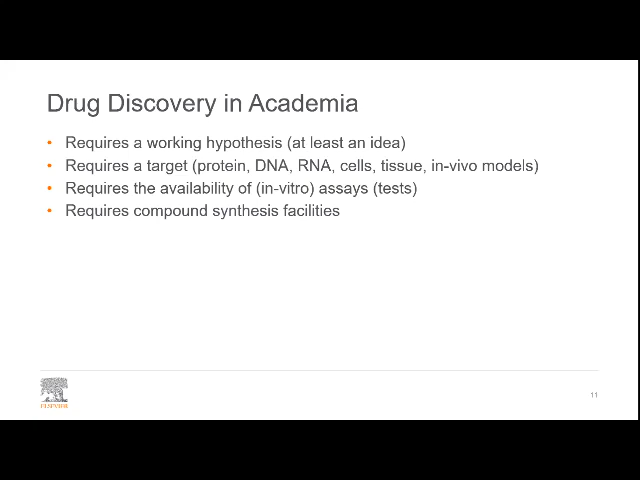 Drug Discovery in Academia
• Requires a working hypothesis (at least an idea)
• Requires a target (protein, DNA, RNA, cells, tissue, in-vivo models)
• Requires the availability of (in-vitro) assays (tests)
• Requires compound synthesis facilities
ELSEVIER
11